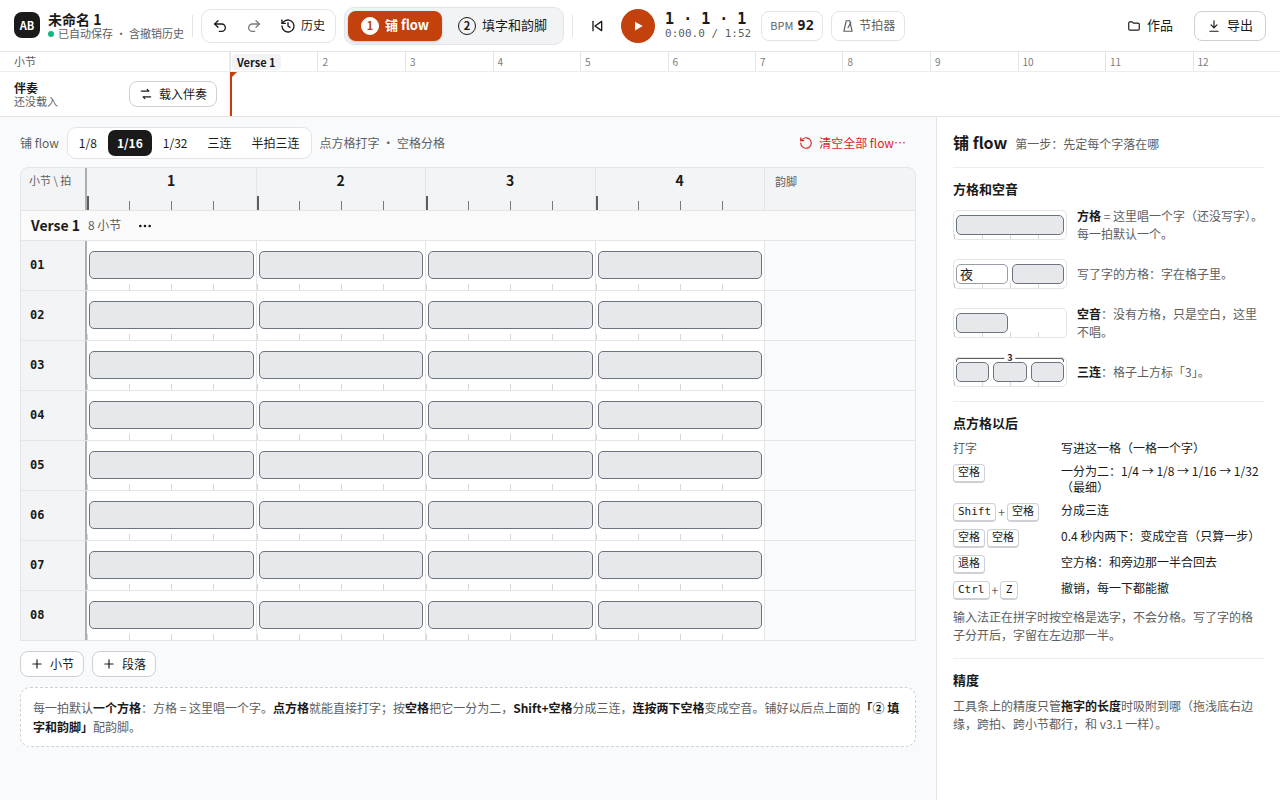 AB 未命名 1
已自动保存 · 含撤销历史
历史
1 铺 flow
2 填字和韵脚
1 · 1 · 1
0:00.0 / 1:52
BPM 92
节拍器
作品
导出
小节
Verse 1 2 3 4 5 6 7 8 9 10 11 12
伴奏
还没载入
载入伴奏
铺 flow 1/8 1/16 1/32 三连 半拍三连 点方格打字 · 空格分格
清空全部 flow…
小节 \ 拍 1 2 3 4 韵脚
Verse 1 8 小节 ···
01
02
03
04
05
06
07
08
+ 小节
+ 段落
每一拍默认一个方格：方格 = 这里唱一个字。点方格就能直接打字；按空格把它一分为二，Shift+空格分成三连，连按两下空格变成空音。铺好以后点上面的「② 填
字和韵脚」配韵脚。
铺 flow 第一步：先定每个字落在哪
方格和空音
方格 = 这里唱一个字（还没写字）。
每一拍默认一个。
夜
写了字的方格：字在格子里。
空音：没有方格，只是空白，这里
不唱。
3
三连：格子上方标「3」。
点方格以后
打字 写进这一格（一格一个字）
空格 一分为二：1/4 → 1/8 → 1/16 → 1/32
（最细）
Shift + 空格 分成三连
空格 空格 0.4 秒内两下：变成空音（只算一步）
退格 空方格：和旁边那一半合回去
Ctrl + Z 撤销，每一下都能撤
输入法正在拼字时按空格是选字，不会分格。写了字的格
子分开后，字留在左边那一半。
精度
工具条上的精度只管拖字的长度时吸附到哪（拖浅底右边
缘，跨拍、跨小节都行，和 v3.1 一样）。